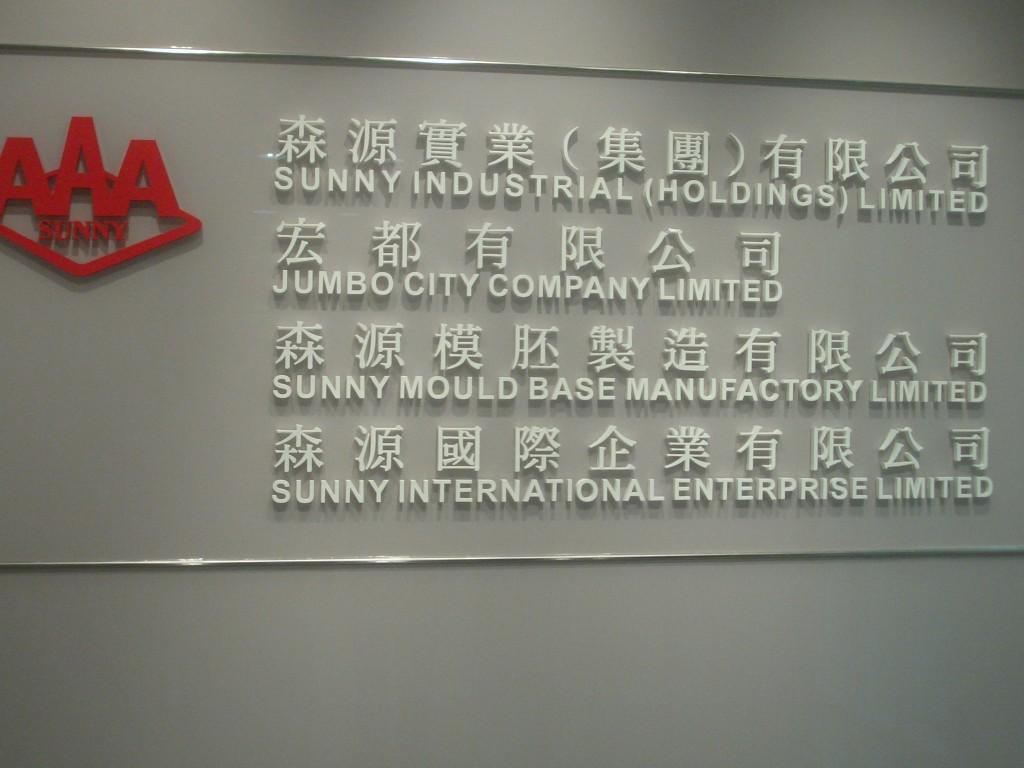 AAA
SUNNY
森源實業(集團)有限公司
SUNNY INDUSTRIAL (HOLDINGS) LIMITED
宏都有限公司
JUMBO CITY COMPANY LIMITED
森源模胚製造有限公司
SUNNY MOULD BASE MANUFACTORY LIMITED
森源國際企業有限公司
SUNNY INTERNATIONAL ENTERPRISE LIMITED